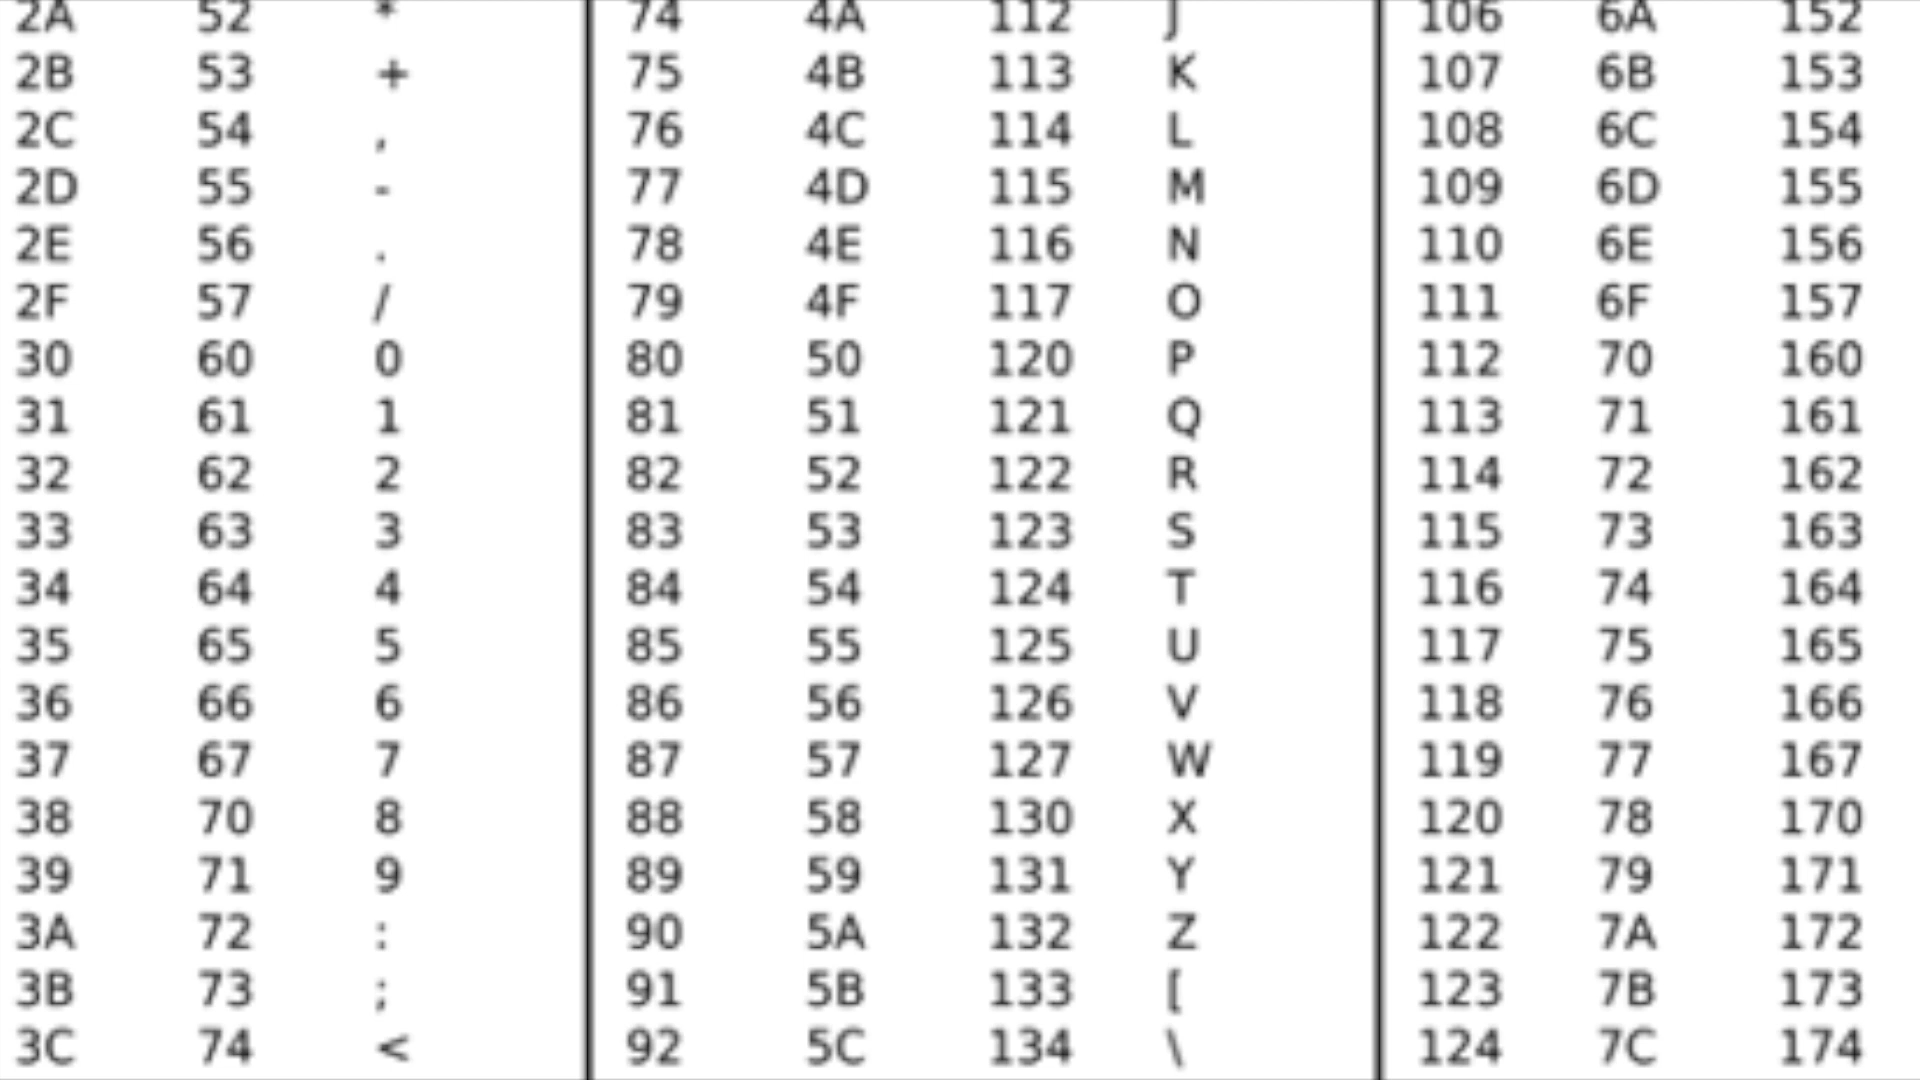 2A 52 * 74 4A 112 J 106 6A 152
2B 53 + 75 4B 113 K 107 6B 153
2C 54 , 76 4C 114 L 108 6C 154
2D 55 - 77 4D 115 M 109 6D 155
2E 56 . 78 4E 116 N 110 6E 156
2F 57 / 79 4F 117 O 111 6F 157
30 60 0 80 50 120 P 112 70 160
31 61 1 81 51 121 Q 113 71 161
32 62 2 82 52 122 R 114 72 162
33 63 3 83 53 123 S 115 73 163
34 64 4 84 54 124 T 116 74 164
35 65 5 85 55 125 U 117 75 165
36 66 6 86 56 126 V 118 76 166
37 67 7 87 57 127 W 119 77 167
38 70 8 88 58 130 X 120 78 170
39 71 9 89 59 131 Y 121 79 171
3A 72 : 90 5A 132 Z 122 7A 172
3B 73 ; 91 5B 133 [ 123 7B 173
3C 74 < 92 5C 134 \ 124 7C 174